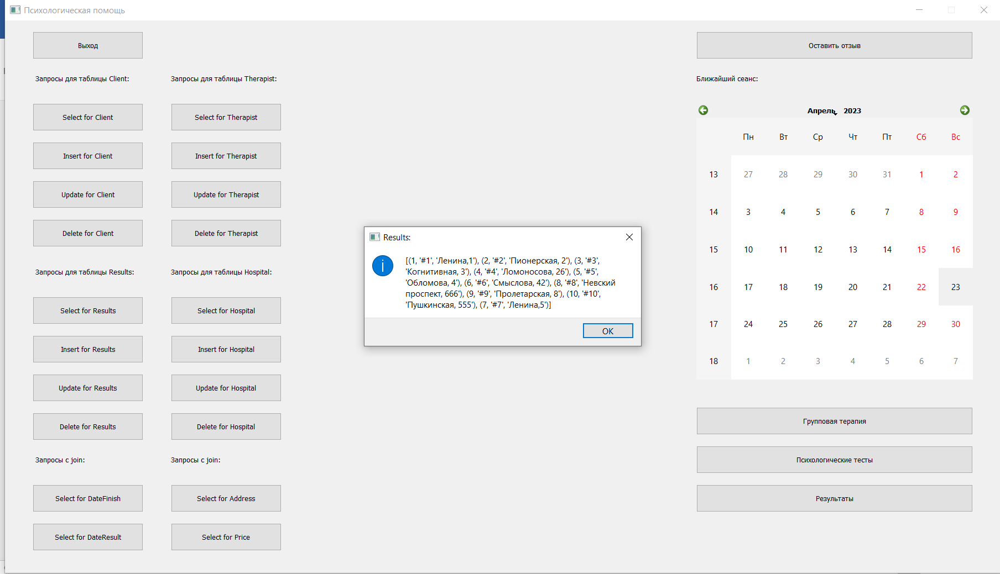 Психологическая помощь
Выход
Оставить отзыв
Запросы для таблицы Client:
Запросы для таблицы Therapist:
Ближайший сеанс:
Select for Client
Select for Therapist
Insert for Client
Insert for Therapist
Update for Client
Update for Therapist
Delete for Client
Delete for Therapist
Запросы для таблицы Results:
Запросы для таблицы Hospital:
Select for Results
Select for Hospital
Insert for Results
Insert for Hospital
Update for Results
Update for Hospital
Delete for Results
Delete for Hospital
Запросы с join:
Запросы с join:
Select for DateFinish
Select for Address
Select for DateResult
Select for Price
Results:
[(1, '#1', 'Ленина,1'), (2, '#2', 'Пионерская, 2'), (3, '#3',
'Когнитивная, 3'), (4, '#4', 'Ломоносова, 26'), (5, '#5',
'Обломова, 4'), (6, '#6', 'Смыслова, 42'), (8, '#8', 'Невский
проспект, 666'), (9, '#9', 'Пролетарская, 8'), (10, '#10',
'Пушкинская, 555'), (7, '#7', 'Ленина,5')]
OK
Апрель 2023
Пн Вт Ср Чт Пт Сб Вс
13 27 28 29 30 31 1 2
14 3 4 5 6 7 8 9
15 10 11 12 13 14 15 16
16 17 18 19 20 21 22 23
17 24 25 26 27 28 29 30
18 1 2 3 4 5 6 7
Групповая терапия
Психологические тесты
Результаты